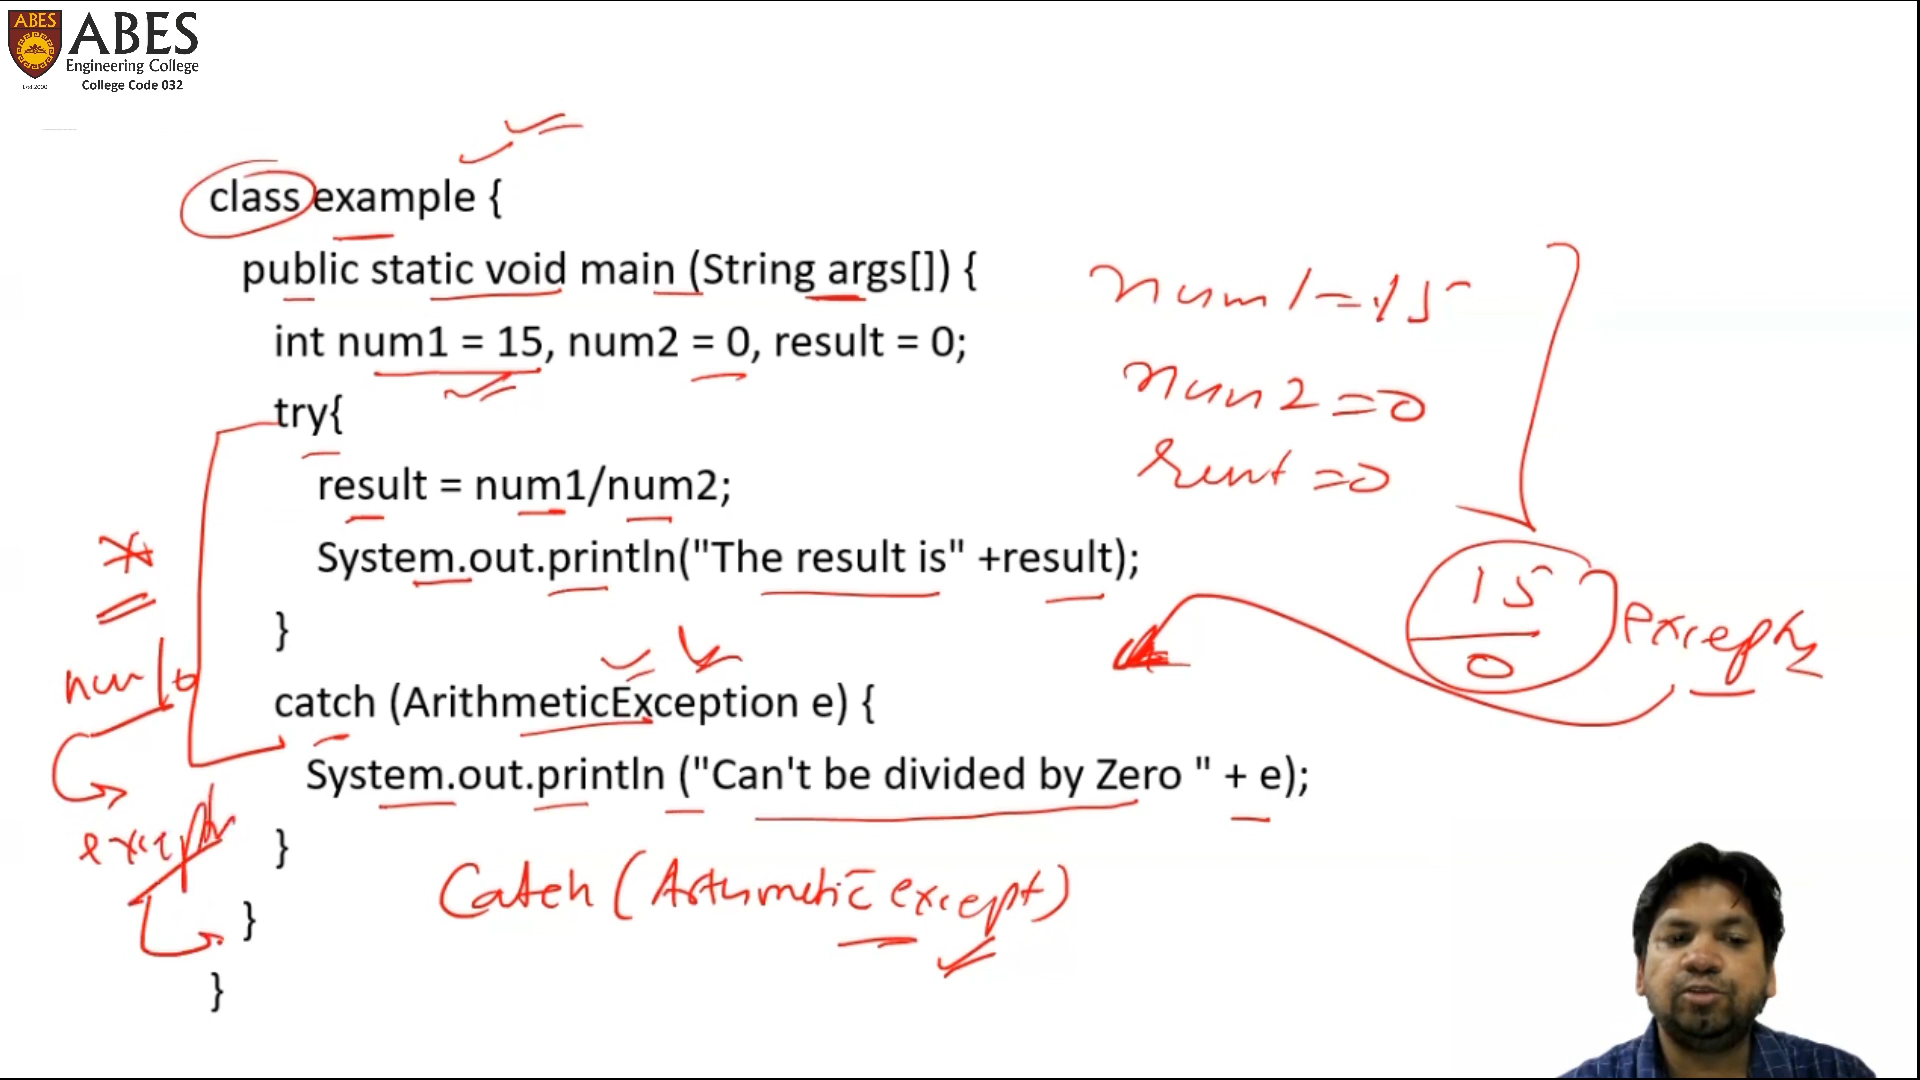 ABES
ABES
Engineering College
College Code 032
class example {
public static void main (String args[]) {
int num1 = 15, num2 = 0, result = 0;
try{
result = num1/num2;
System.out.println("The result is" +result);
}
catch (ArithmeticException e) {
System.out.println ("Can't be divided by Zero " + e);
}
}
}
num1=15
num2=0
=0
15
0
num/0
Catch (Arithmetic except)